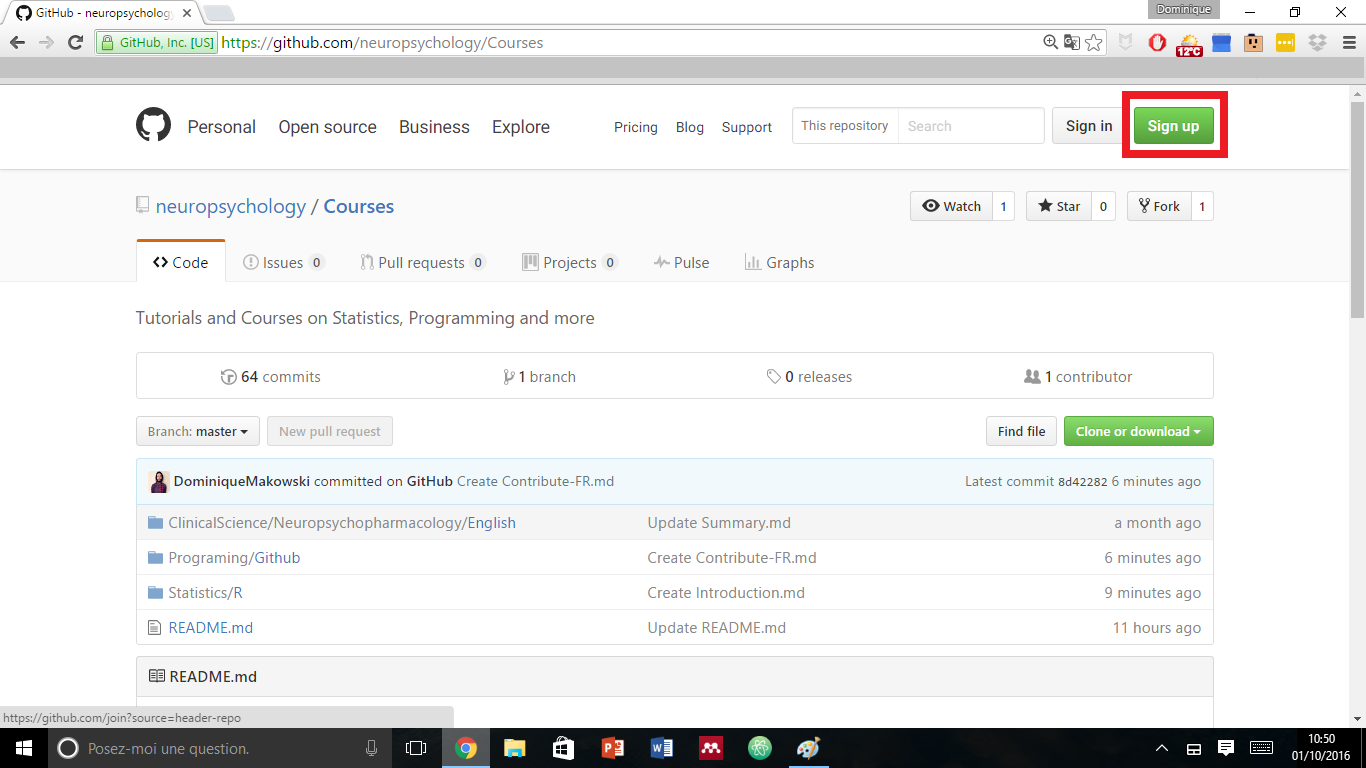 Dominique
GitHub - neuropsycholog
GitHub, Inc. [US] https://github.com/neuropsychology/Courses
12°C
Personal Open source Business Explore Pricing Blog Support This repository Search Sign in Sign up
neuropsychology / Courses Watch 1 Star 0 Fork 1
Code Issues 0 Pull requests 0 Projects 0 Pulse Graphs
Tutorials and Courses on Statistics, Programming and more
64 commits 1 branch 0 releases 1 contributor
Branch: master New pull request Find file Clone or download
DominiqueMakowski committed on GitHub Create Contribute-FR.md Latest commit 8d42282 6 minutes ago
ClinicalScience/Neuropsychopharmacology/English Update Summary.md a month ago
Programing/Github Create Contribute-FR.md 6 minutes ago
Statistics/R Create Introduction.md 9 minutes ago
README.md Update README.md 11 hours ago
README.md
https://github.com/join?source=header-repo
Posez-moi une question. 10:50
01/10/2016